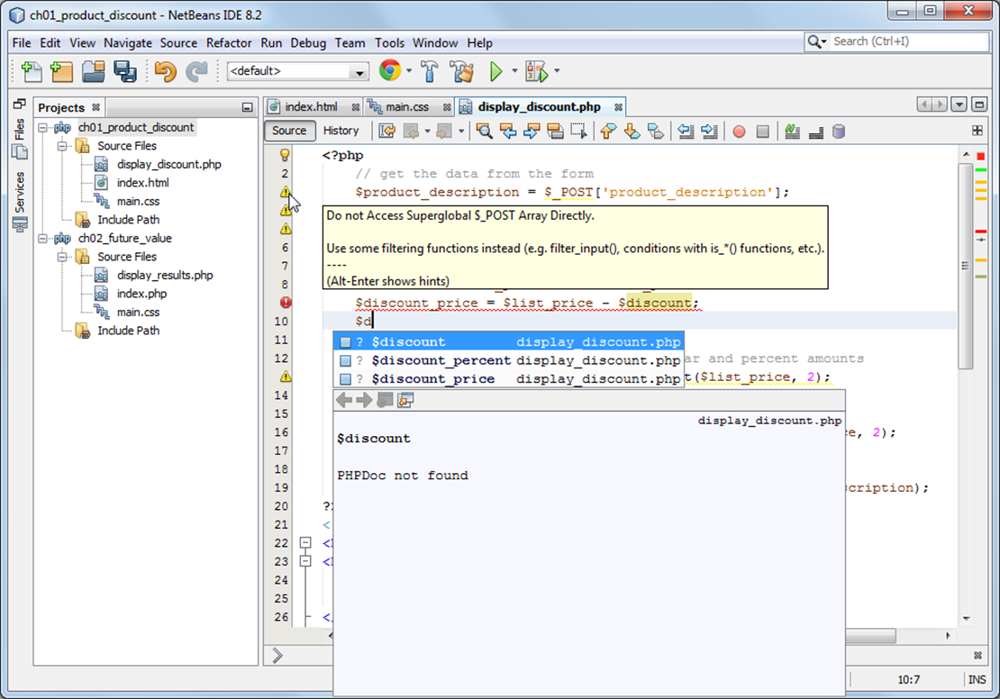 ch01_product_discount - NetBeans IDE 8.2
File Edit View Navigate Source Refactor Run Debug Team Tools Window Help
Search (Ctrl+I)
<default>
Files
Services
Projects
ch01_product_discount
Source Files
display_discount.php
index.html
main.css
Include Path
ch02_future_value
Source Files
display_results.php
index.php
main.css
Include Path
index.html main.css display_discount.php
Source History
<?php
2 // get the data from the form
$product_description = $_POST['product_description'];
Do not Access Superglobal $_POST Array Directly.
Use some filtering functions instead (e.g. filter_input(), conditions with is_*() functions, etc.).
----
(Alt-Enter shows hints)
6
7
8
$discount_price = $list_price - $discount;
10 $d
11
? $discount display_discount.php
12
? $discount_percent display_discount.php
ar and percent amounts
? $discount_price display_discount.php
t($list_price, 2);
14
15
display_discount.php
$discount
16
e, 2);
17
18
PHPDoc not found
19
cription);
20 ?
21 <
22 <
23 <
24
25
26 </
10:7 INS